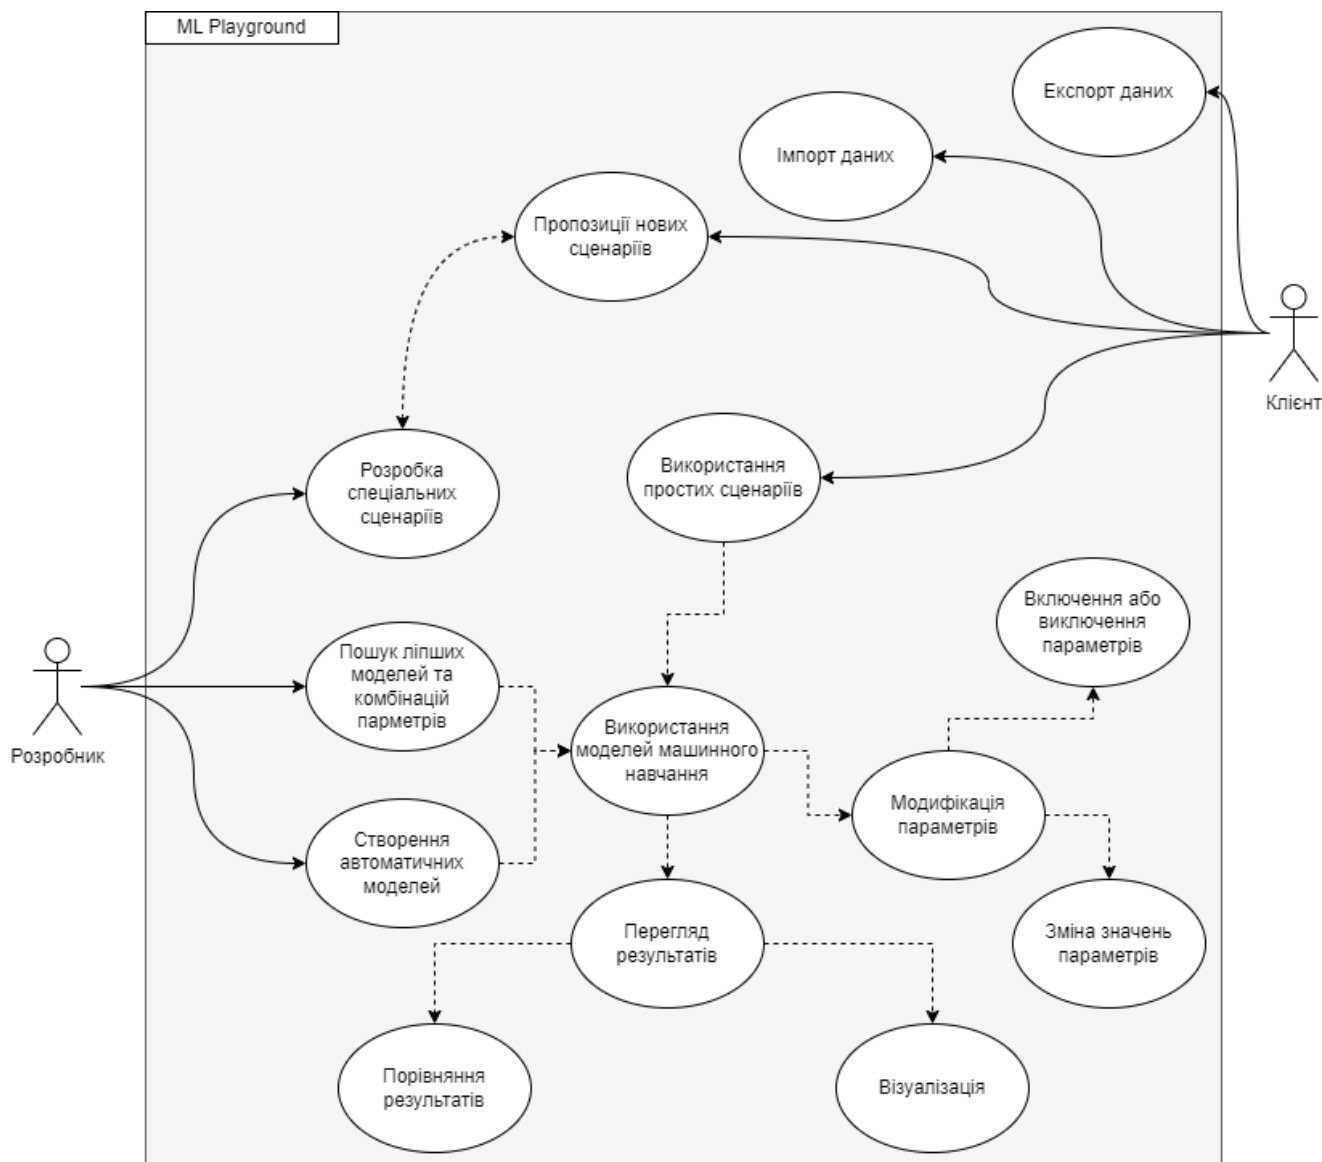 ML Playground
Експорт даних
Імпорт даних
Пропозиції нових
сценаріїв
Клієнт
Розробка
спеціальних
сценаріїв
Використання
простих сценаріїв
Включення або
виключення
параметрів
Пошук ліпших
моделей та
комбінацій
парметрів
Розробник
Використання
моделей машинного
навчання
Модифікація
параметрів
Створення
автоматичних
моделей
Перегляд
результатів
Зміна значень
параметрів
Порівняння
результатів
Візуалізація